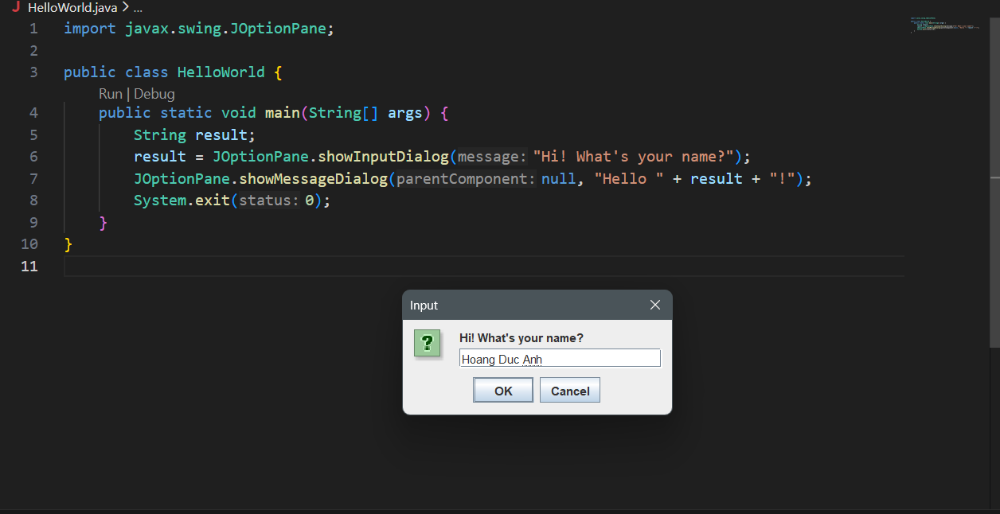 J HelloWorld.java > ...
1 import javax.swing.JOptionPane;
2
3 public class HelloWorld {
Run | Debug
4 public static void main(String[] args) {
5 String result;
6 result = JOptionPane.showInputDialog(message: "Hi! What's your name?");
7 JOptionPane.showMessageDialog(parentComponent: null, "Hello " + result + "!");
8 System.exit(status: 0);
9 }
10 }
11
Input
? Hi! What's your name?
Hoang Duc Anh
OK Cancel